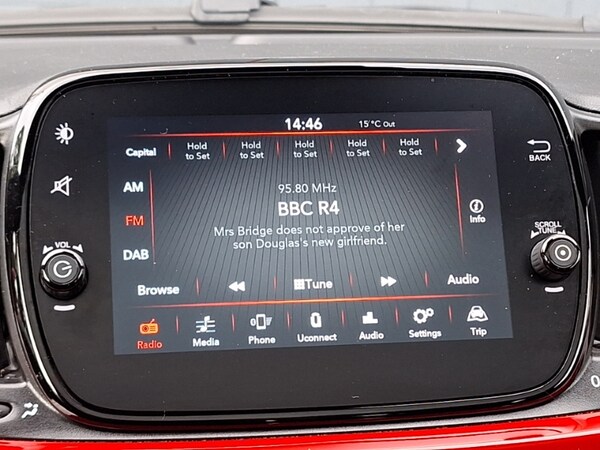 14:46 15°C Out
Capital Hold to Set Hold to Set Hold to Set Hold to Set Hold to Set
BACK
AM
95.80 MHz
FM
BBC R4
Info
Mrs Bridge does not approve of her
son Douglas's new girlfriend.
DAB
VOL
SCROLL
TUNE
Browse Tune Audio
Radio Media Phone Uconnect Audio Settings Trip
0